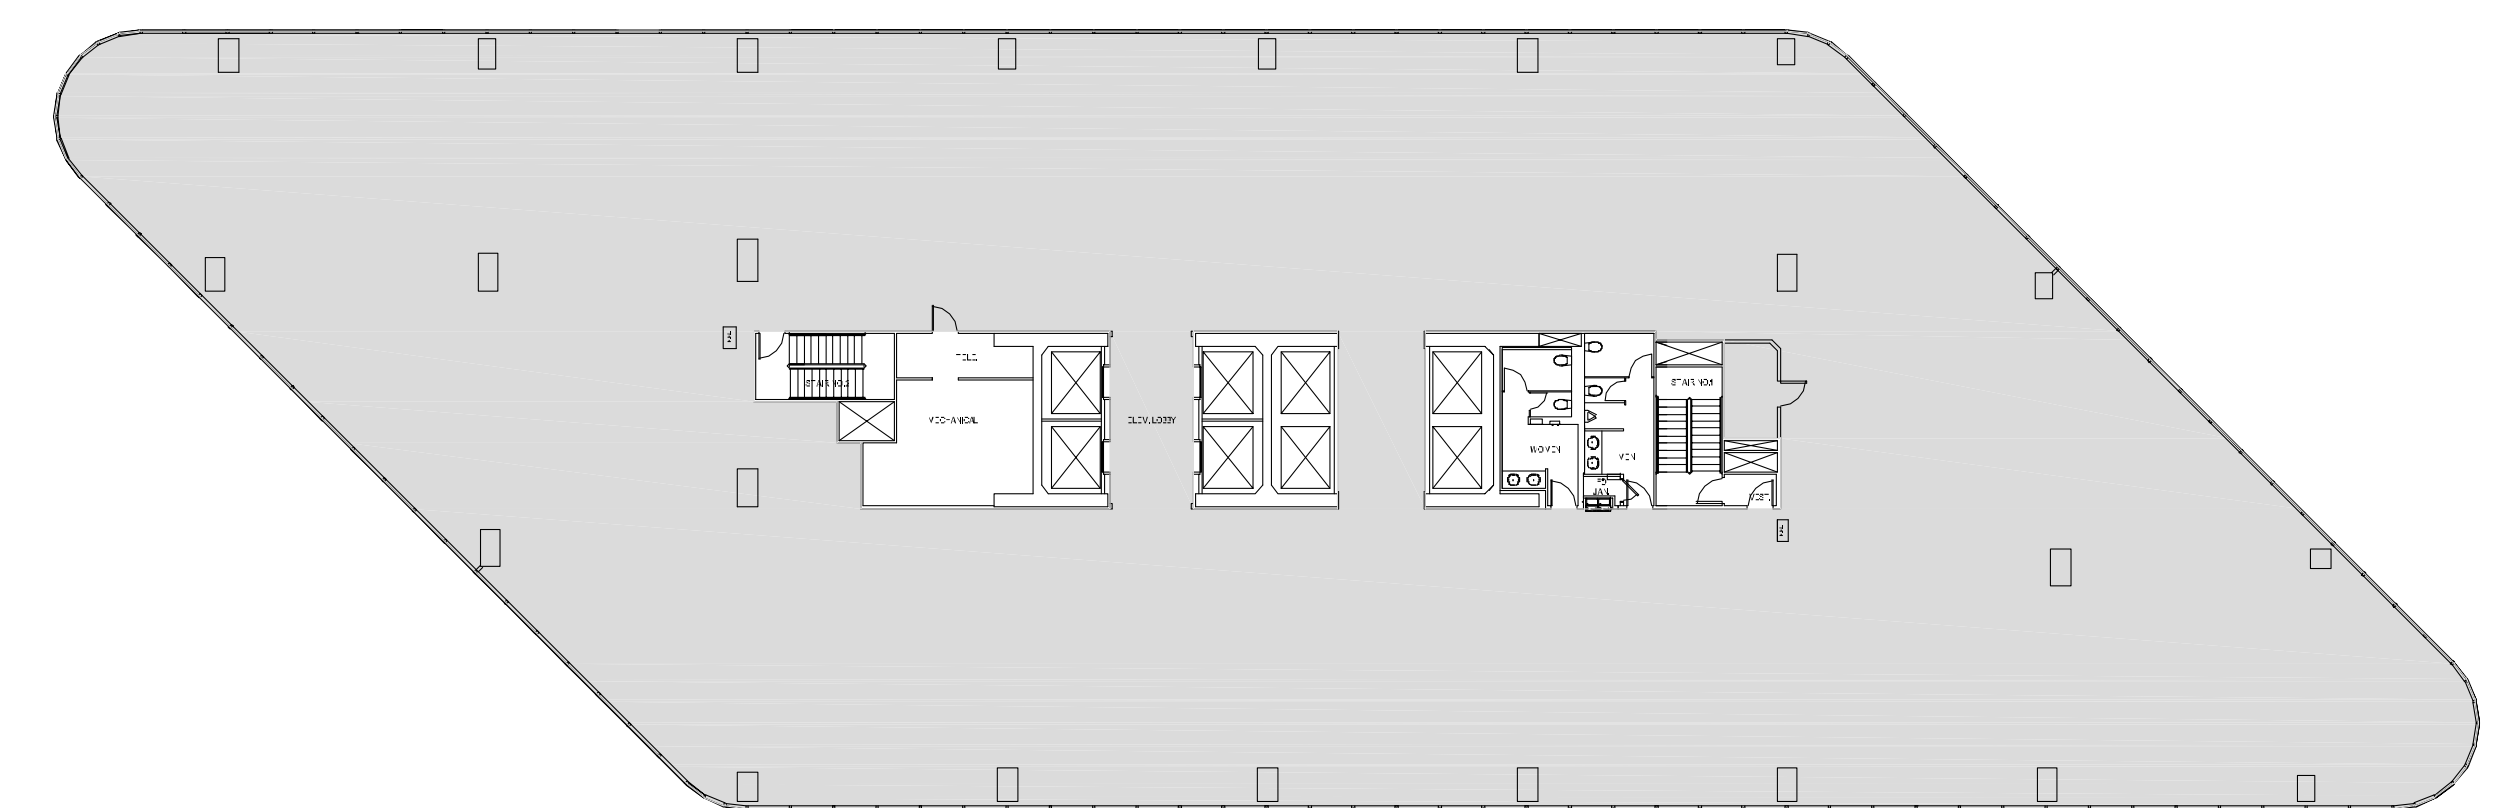 TELE.
STAIR NO.2
STAIR NO.1
MECHANICAL
ELEV. LOBBY
WOMEN
MEN
JAN.
VEST.